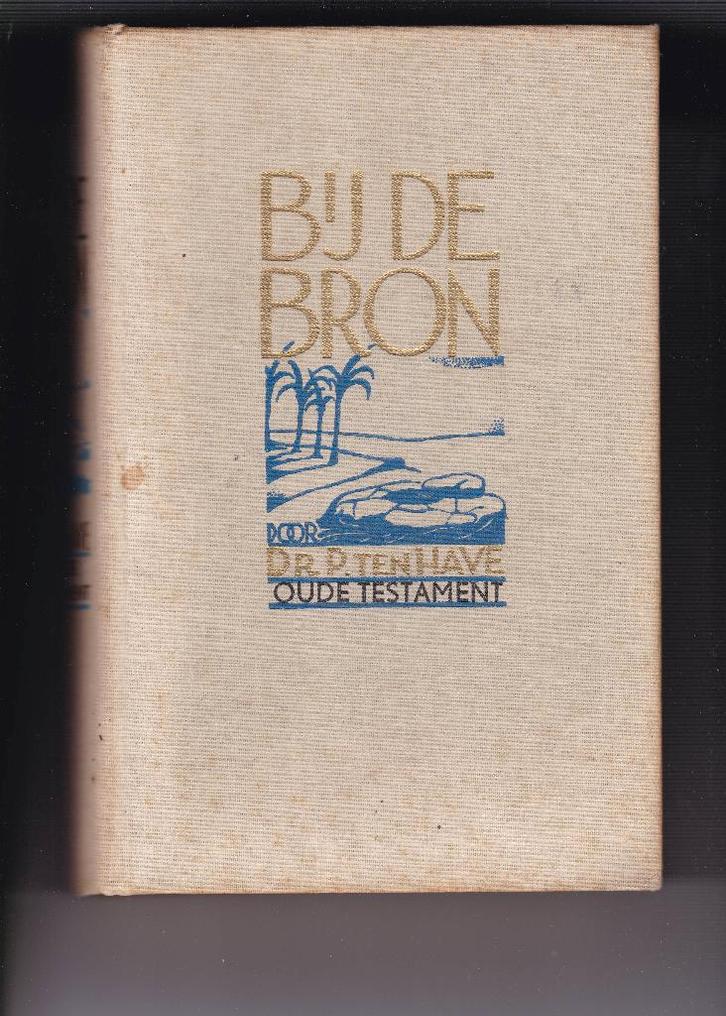 BIJ DE
BRON
DOOR
DR. P. TEN HAVE
OUDE TESTAMENT